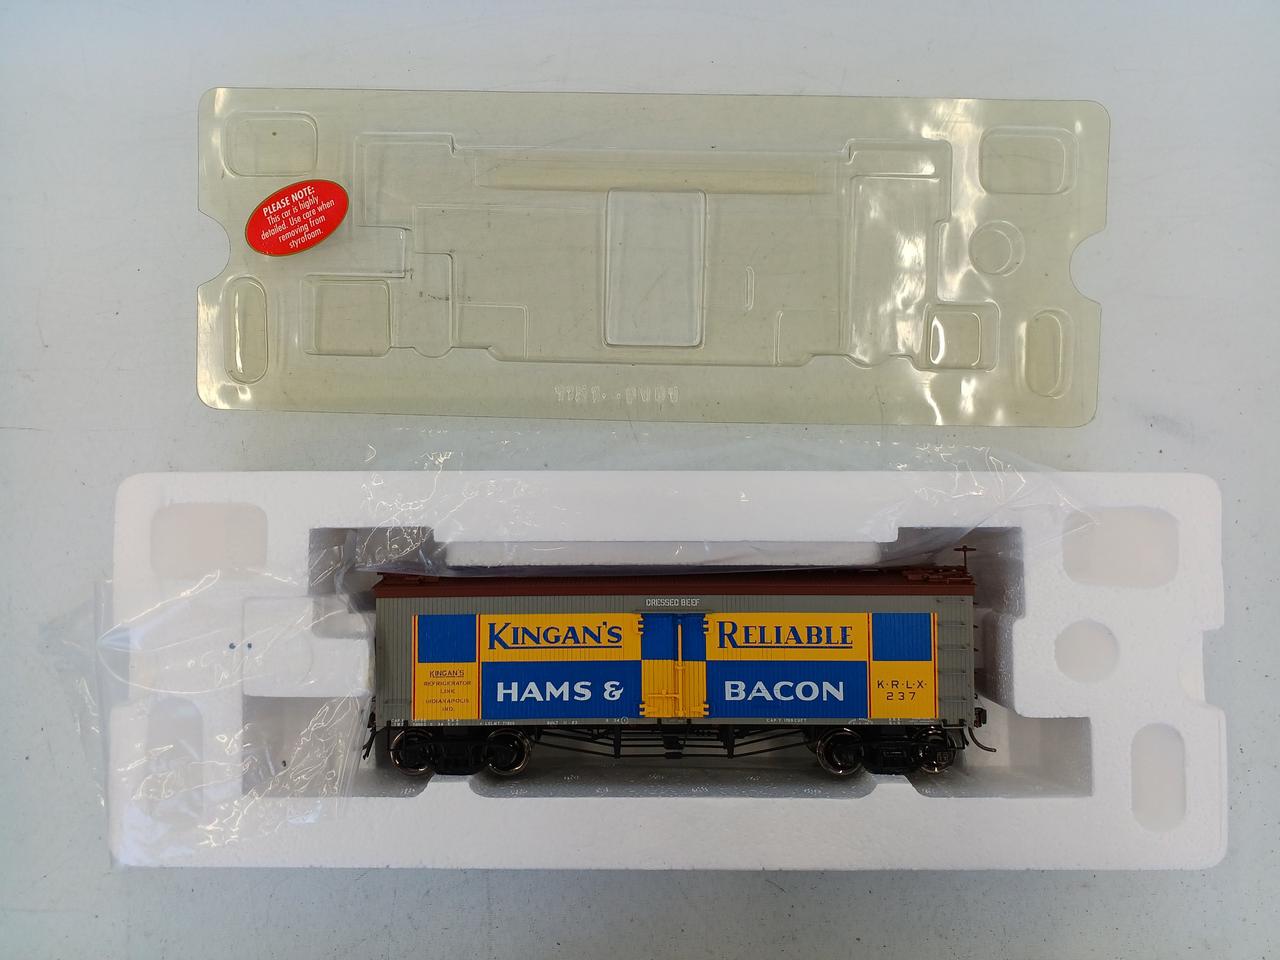 PLEASE NOTE:
This car is highly
detailed. Use care when
removing from
styrofoam.
DRESSED BEEF
KINGAN'S
RELIABLE
HAMS &
BACON
KINGAN'S
REFRIGERATOR
LINE
INDIANAPOLIS
IND.
K·R·L·X·
237